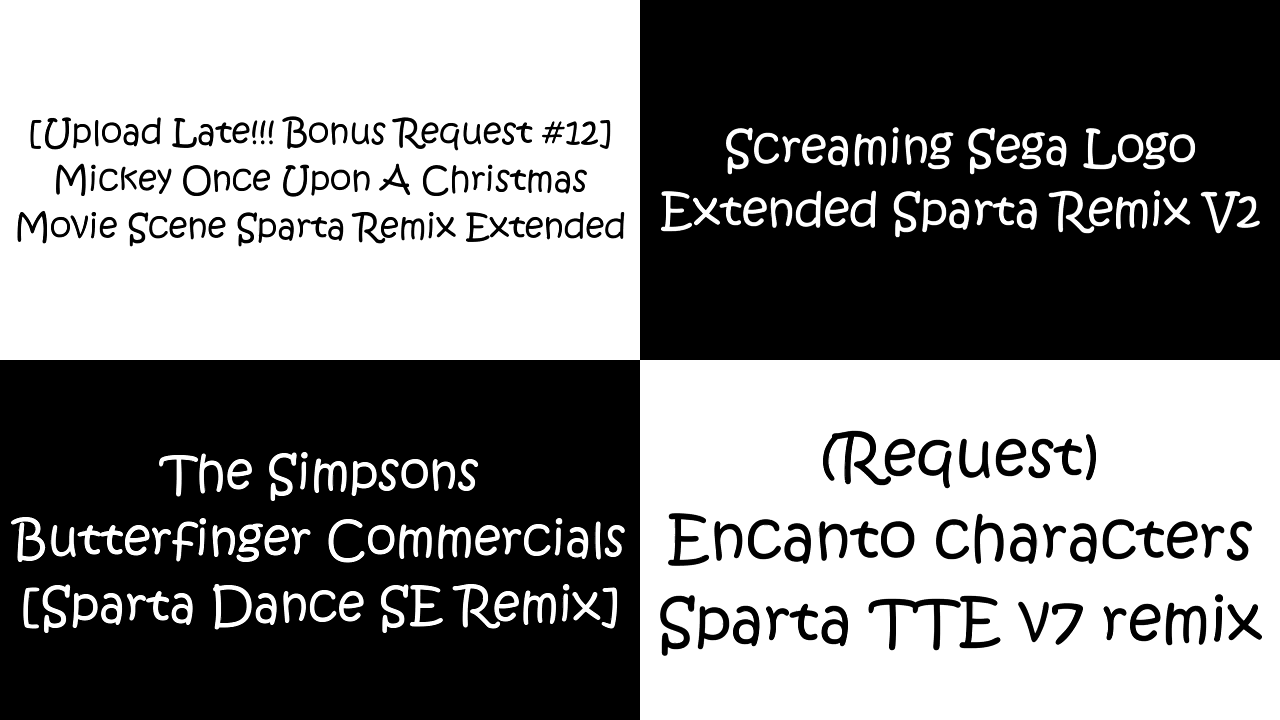 [Upload Late!!! Bonus Request #12]
Mickey Once Upon A Christmas
Movie Scene Sparta Remix Extended
Screaming Sega Logo
Extended Sparta Remix V2
The Simpsons
Butterfinger Commercials
[Sparta Dance SE Remix]
(Request)
Encanto characters
Sparta TTE v7 remix